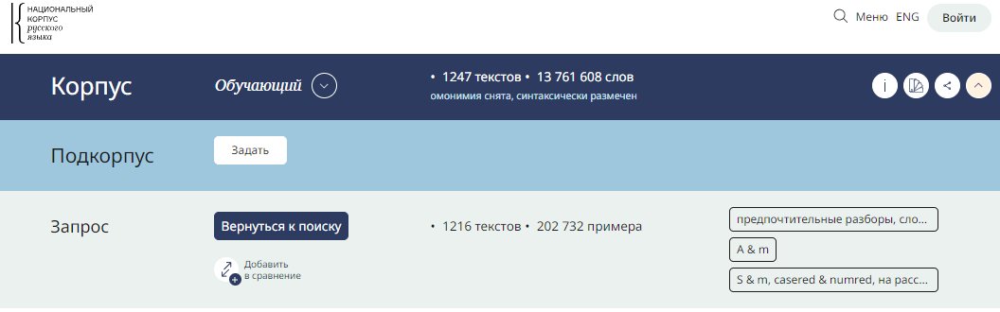 НАЦИОНАЛЬНЫЙ
КОРПУС
русского
языка
Меню ENG Войти
Корпус Обучающий • 1247 текстов • 13 761 608 слов
омонимия снята, синтаксически размечен
Подкорпус Задать
Запрос Вернуться к поиску • 1216 текстов • 202 732 примера
предпочтительные разборы, сло...
A & m
Добавить
в сравнение
S & m, casered & numred, на расс...